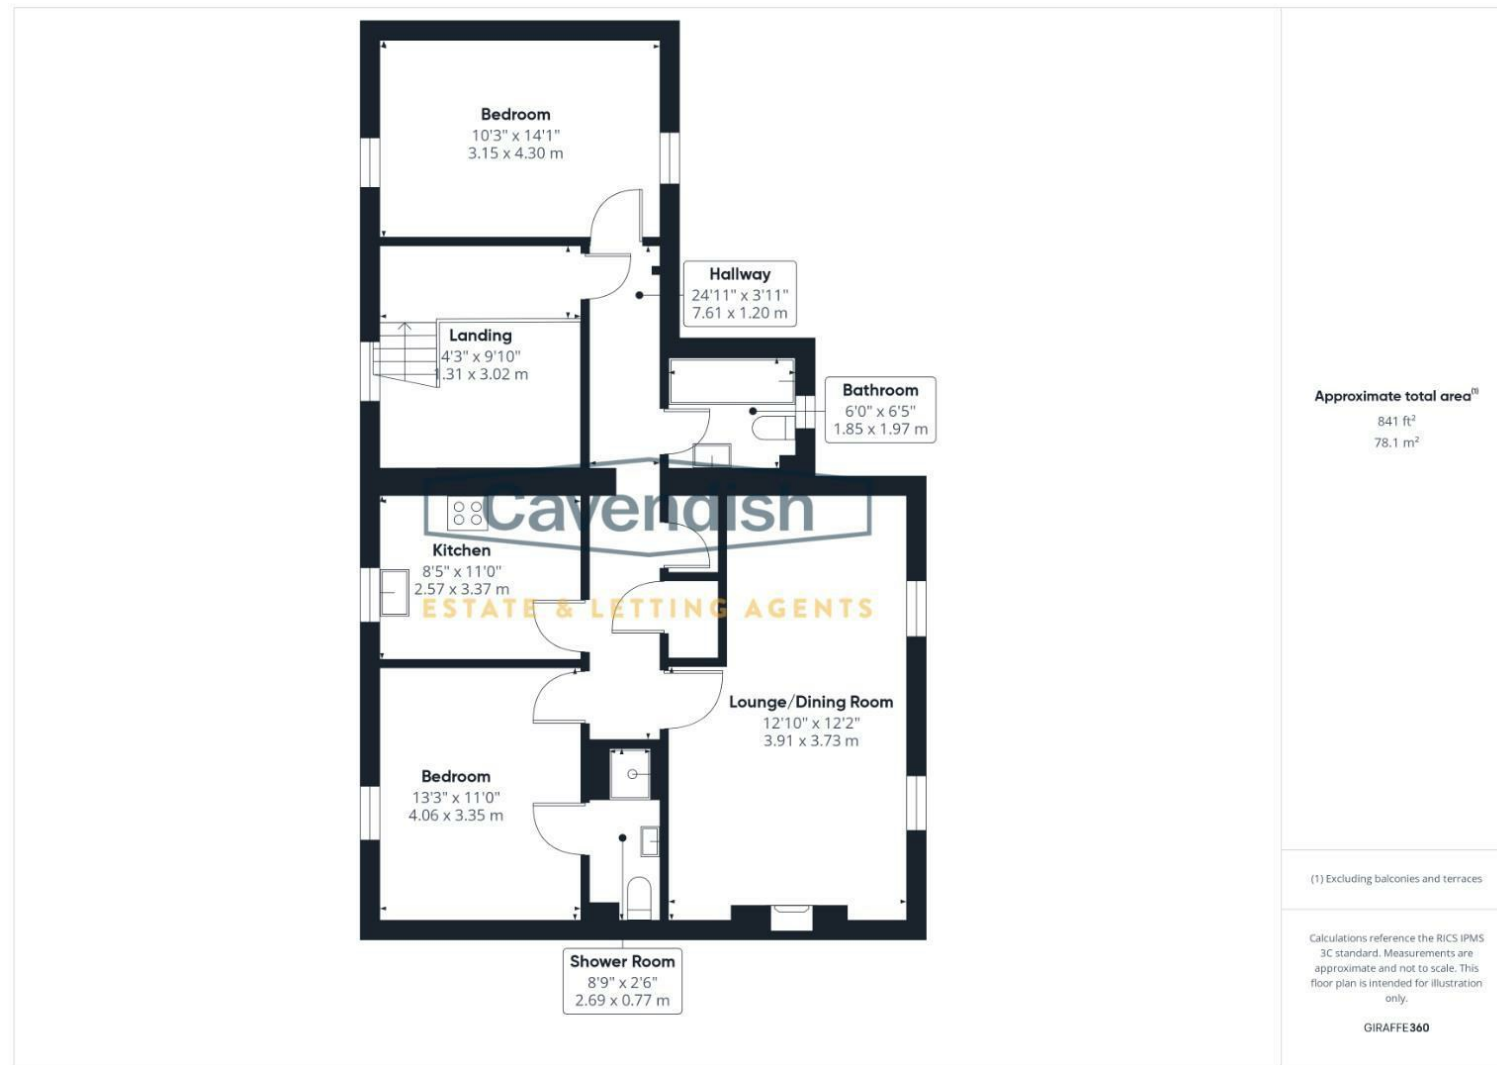 Bedroom
10'3" x 14'1"
3.15 x 4.30 m
Hallway
24'11" x 3'11"
7.61 x 1.20 m
Landing
4'3" x 9'10"
1.31 x 3.02 m
Bathroom
6'0" x 6'5"
1.85 x 1.97 m
Cavendish
ESTATE & LETTING AGENTS
Kitchen
8'5" x 11'0"
2.57 x 3.37 m
Lounge/Dining Room
12'10" x 12'2"
3.91 x 3.73 m
Bedroom
13'3" x 11'0"
4.06 x 3.35 m
Shower Room
8'9" x 2'6"
2.69 x 0.77 m
Approximate total area(1)
841 ft²
78.1 m²
(1) Excluding balconies and terraces
Calculations reference the RICS IPMS
3C standard. Measurements are
approximate and not to scale. This
floor plan is intended for illustration
only.
GIRAFFE360